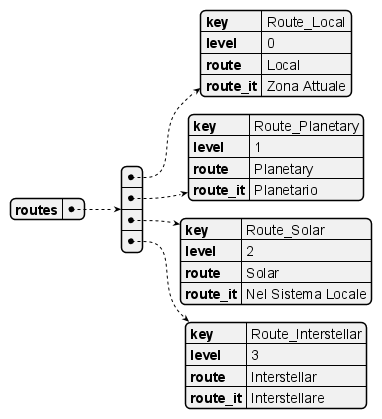 routes
key Route_Local
level 0
route Local
route_it Zona Attuale
key Route_Planetary
level 1
route Planetary
route_it Planetario
key Route_Solar
level 2
route Solar
route_it Nel Sistema Locale
key Route_Interstellar
level 3
route Interstellar
route_it Interstellare